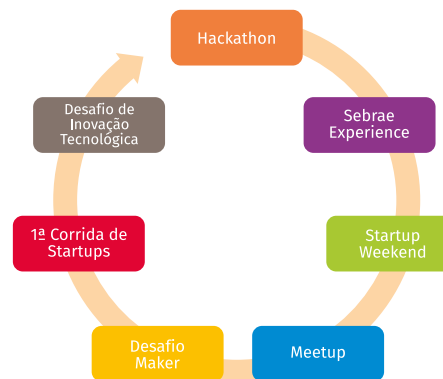 Hackathon
Sebrae
Experience
Startup
Weekend
Meetup
Desafio
Maker
1ª Corrida de
Startups
Desafio de
Inovação
Tecnológica